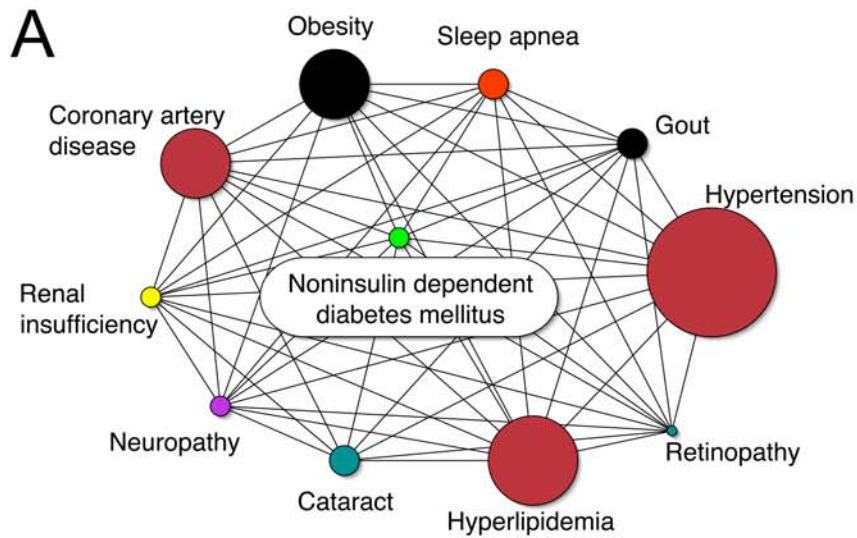 A
Obesity
Sleep apnea
Coronary artery
disease
Gout
Hypertension
Noninsulin dependent
diabetes mellitus
Renal
insufficiency
Neuropathy
Retinopathy
Cataract
Hyperlipidemia